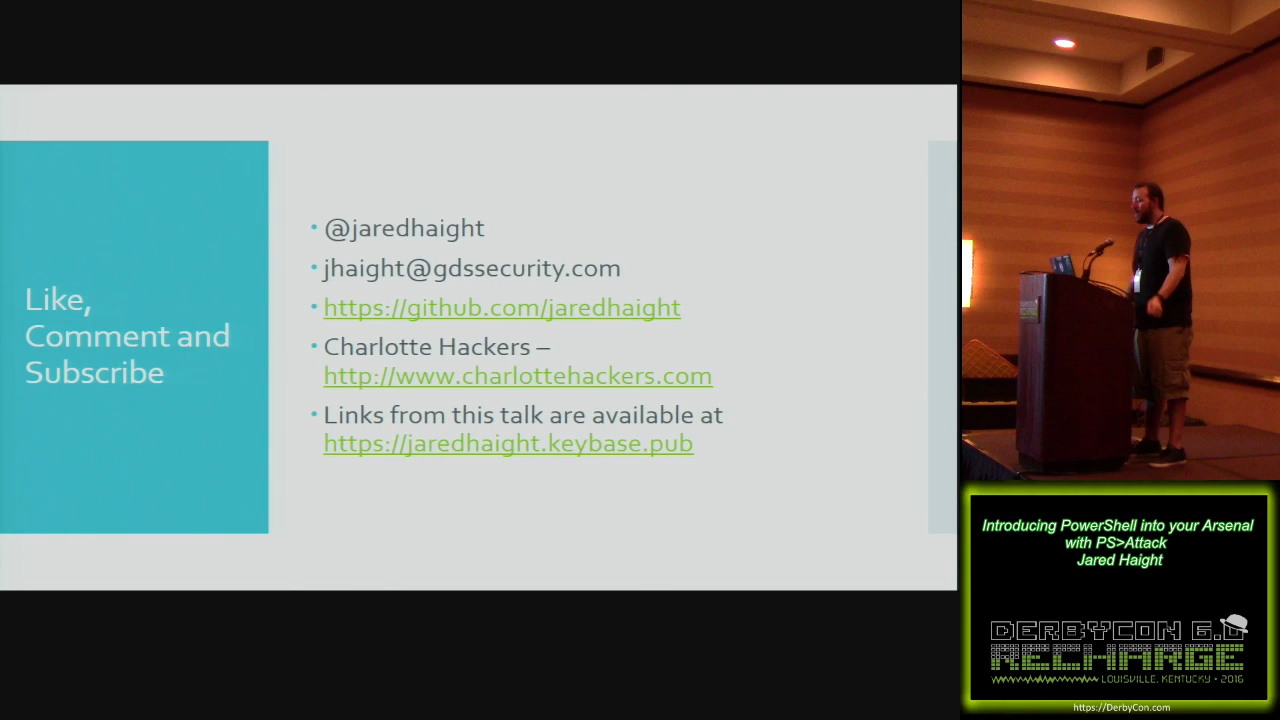 Like,
Comment and
Subscribe
• @jaredhaight
• jhaight@gdssecurity.com
• https://github.com/jaredhaight
• Charlotte Hackers –
http://www.charlottehackers.com
• Links from this talk are available at
https://jaredhaight.keybase.pub
Introducing PowerShell into your Arsenal
with PS>Attack
Jared Haight
DERBYCON 6.0
RECHARGE
LOUISVILLE, KENTUCKY • 2016
https://DerbyCon.com